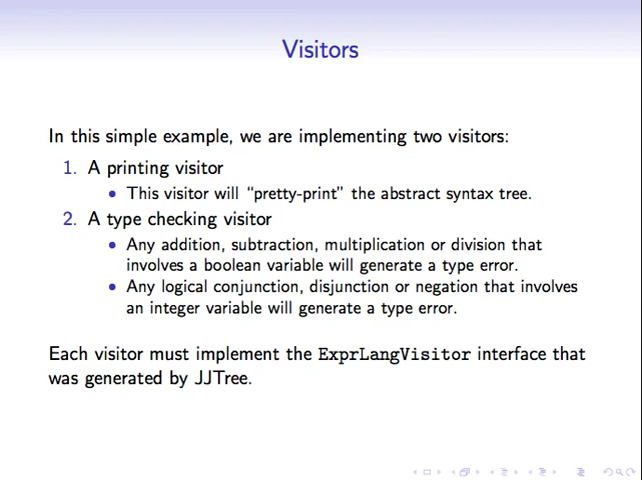 Visitors
In this simple example, we are implementing two visitors:
1. A printing visitor
• This visitor will “pretty-print” the abstract syntax tree.
2. A type checking visitor
• Any addition, subtraction, multiplication or division that
involves a boolean variable will generate a type error.
• Any logical conjunction, disjunction or negation that involves
an integer variable will generate a type error.
Each visitor must implement the ExprLangVisitor interface that
was generated by JJTree.